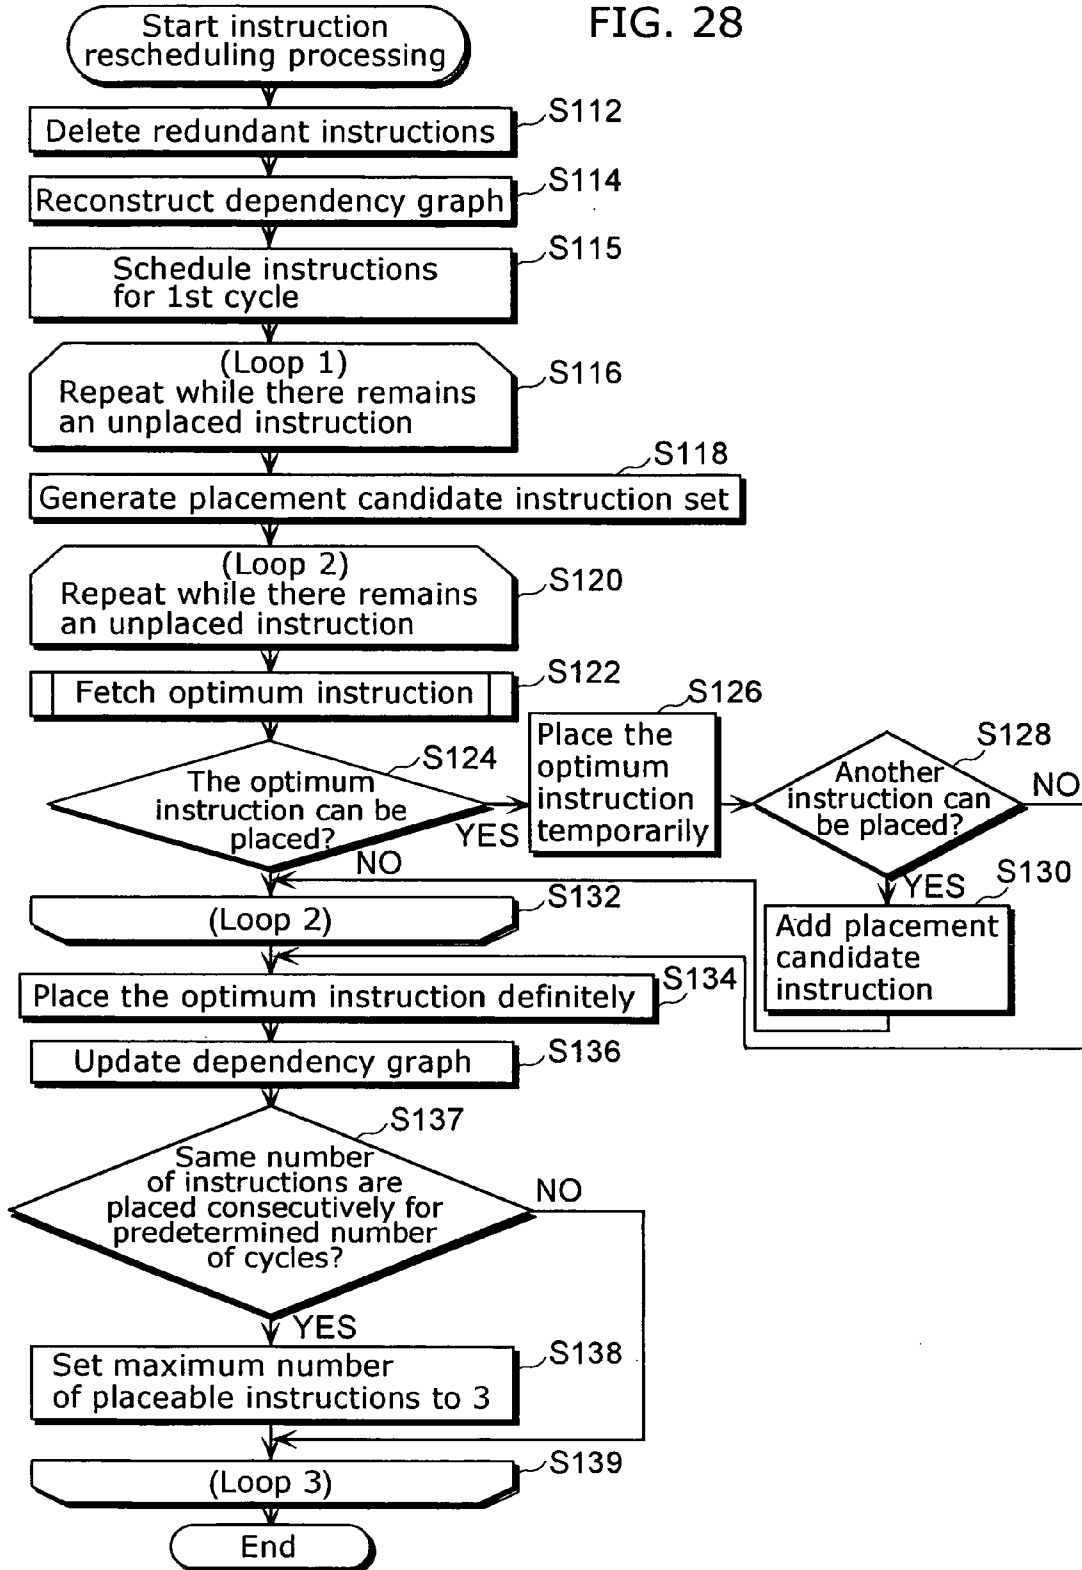 FIG. 28
Start instruction
rescheduling processing
S112
Delete redundant instructions
S114
Reconstruct dependency graph
S115
Schedule instructions
for 1st cycle
(Loop 1)
Repeat while there remains
an unplaced instruction
S116
S118
Generate placement candidate instruction set
(Loop 2)
Repeat while there remains
an unplaced instruction
S120
Fetch optimum instruction
S122
S124
The optimum
instruction can be
placed?
YES
NO
S126
Place the
optimum
instruction
temporarily
S128
Another
instruction can
be placed?
NO
YES
S130
Add placement
candidate
instruction
S132
(Loop 2)
Place the optimum instruction definitely
S134
Update dependency graph
S136
S137
Same number
of instructions are
placed consecutively for
predetermined number
of cycles?
NO
YES
Set maximum number
of placeable instructions to 3
S138
(Loop 3)
S139
End